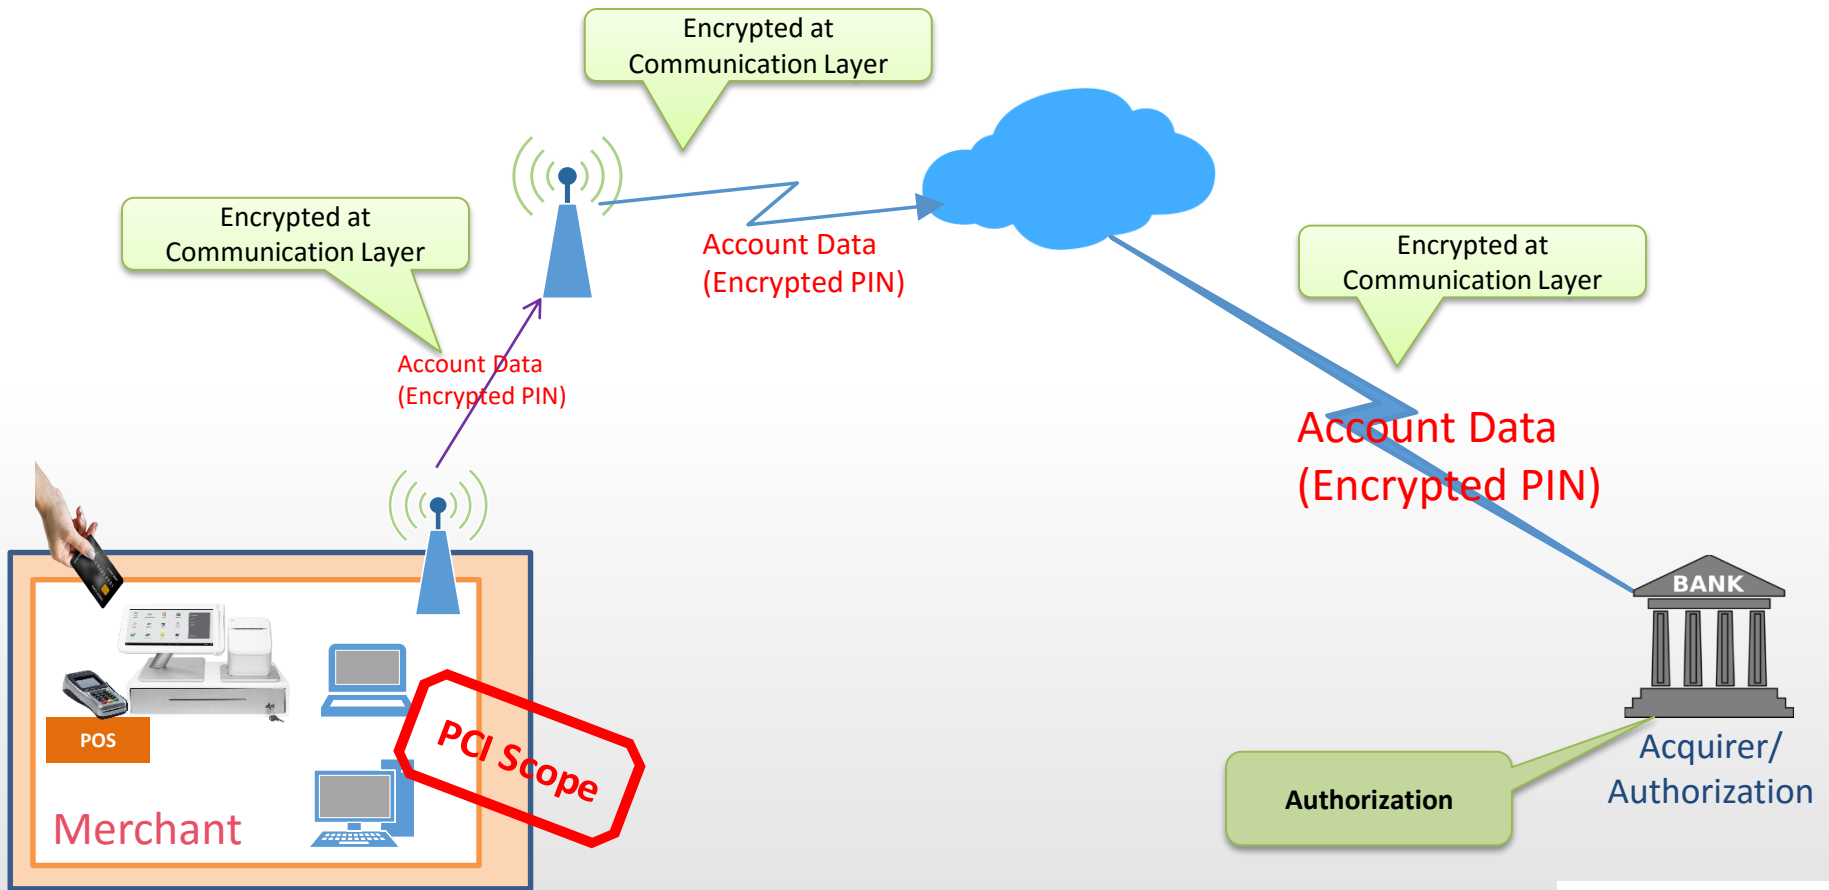 Encrypted at
Communication Layer
Encrypted at
Communication Layer
Account Data
(Encrypted PIN)
Encrypted at
Communication Layer
Account Data
(Encrypted PIN)
Account Data
(Encrypted PIN)
BANK
POS
PCI Scope
Merchant
Acquirer/
Authorization
Authorization